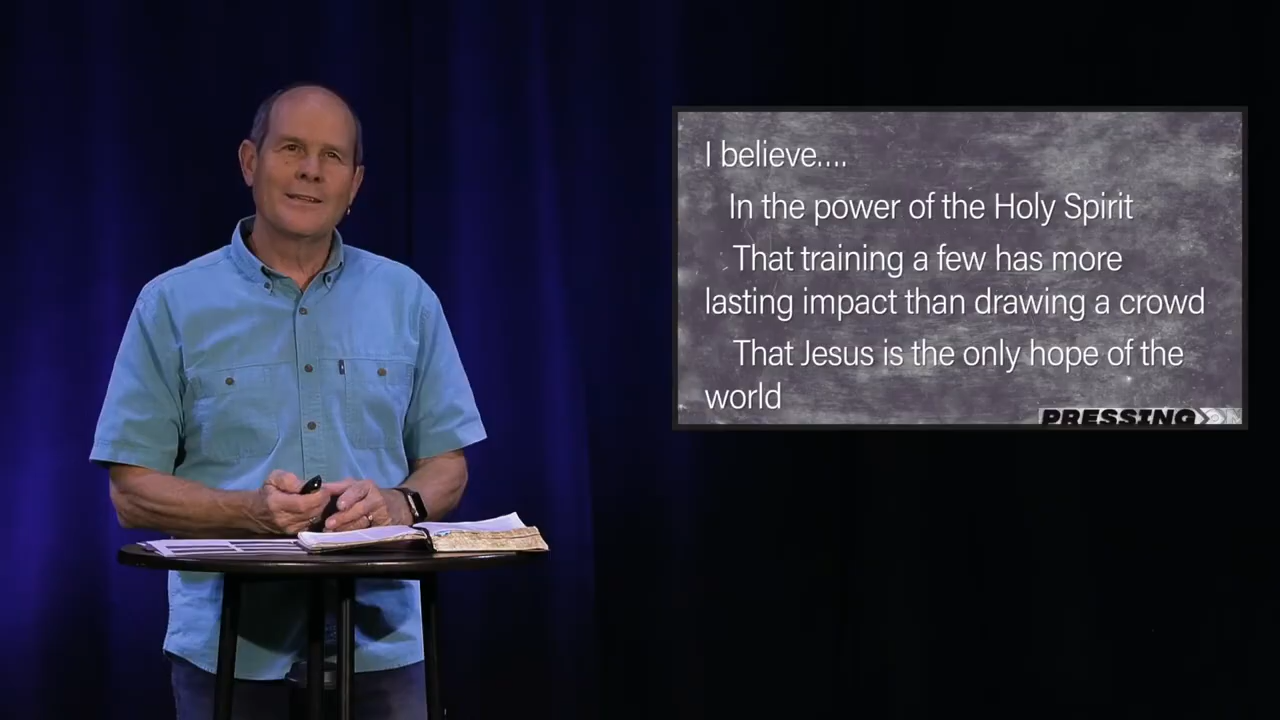 I believe....
In the power of the Holy Spirit
That training a few has more
lasting impact than drawing a crowd
That Jesus is the only hope of the
world
PRESSING ON